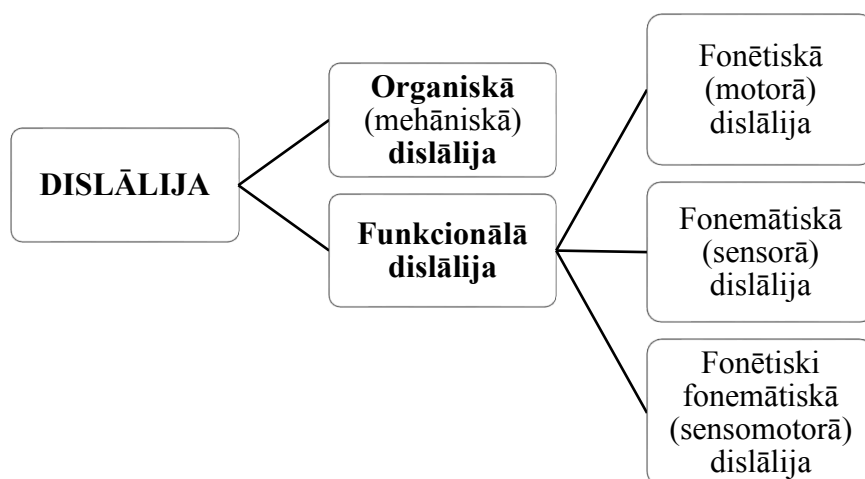 DISLĀLIJA
Organiskā
(mehāniskā)
dislālija
Funkcionālā
dislālija
Fonētiskā
(motorā)
dislālija
Fonemātiskā
(sensorā)
dislālija
Fonētiski
fonemātiskā
(sensomotorā)
dislālija